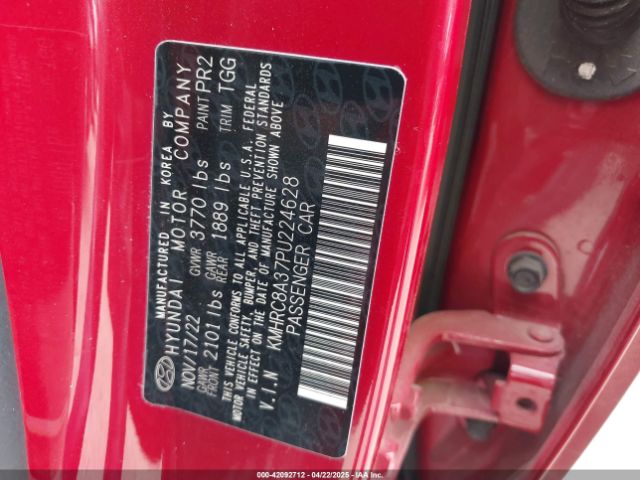 MANUFACTURED IN KOREA BY
HYUNDAI MOTOR COMPANY
NOV/17/22 GVWR 3770 lbs PAINT PR2
GAWR FRONT 2101 lbs GAWR REAR 1889 lbs TRIM TGG
THIS VEHICLE CONFORMS TO ALL APPLICABLE U.S.A. FEDERAL
MOTOR VEHICLE SAFETY, BUMPER, AND THEFT PREVENTION STANDARDS
IN EFFECT ON THE DATE OF MANUFACTURE SHOWN ABOVE.
V.I.N KMHRC8A37PU224628
PASSENGER CAR
000-42092712 - 04/22/2025 - IAAI.COM